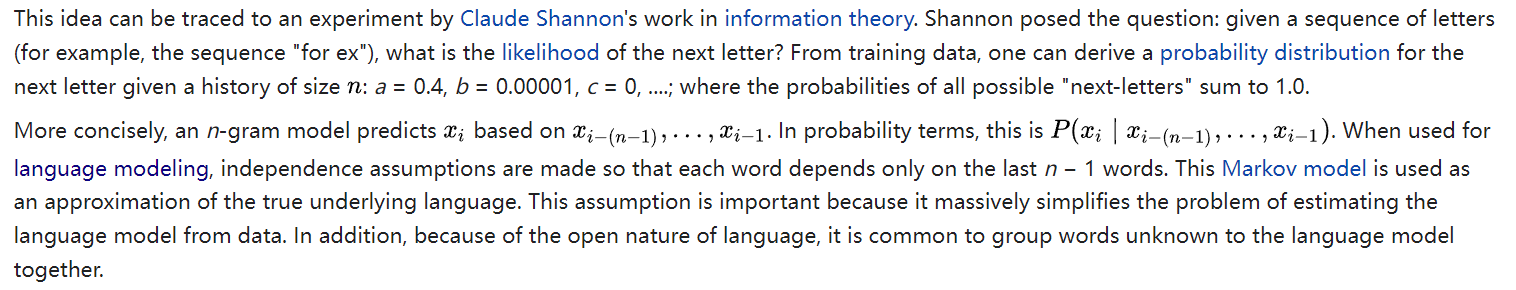 This idea can be traced to an experiment by Claude Shannon's work in information theory. Shannon posed the question: given a sequence of letters
(for example, the sequence "for ex"), what is the likelihood of the next letter? From training data, one can derive a probability distribution for the
next letter given a history of size n: a = 0.4, b = 0.00001, c = 0, ....; where the probabilities of all possible "next-letters" sum to 1.0.
More concisely, an n-gram model predicts x_i based on x_{i−(n−1)}, . . . , x_{i−1}. In probability terms, this is P(x_i | x_{i−(n−1)}, . . . , x_{i−1}). When used for
language modeling, independence assumptions are made so that each word depends only on the last n − 1 words. This Markov model is used as
an approximation of the true underlying language. This assumption is important because it massively simplifies the problem of estimating the
language model from data. In addition, because of the open nature of language, it is common to group words unknown to the language model
together.